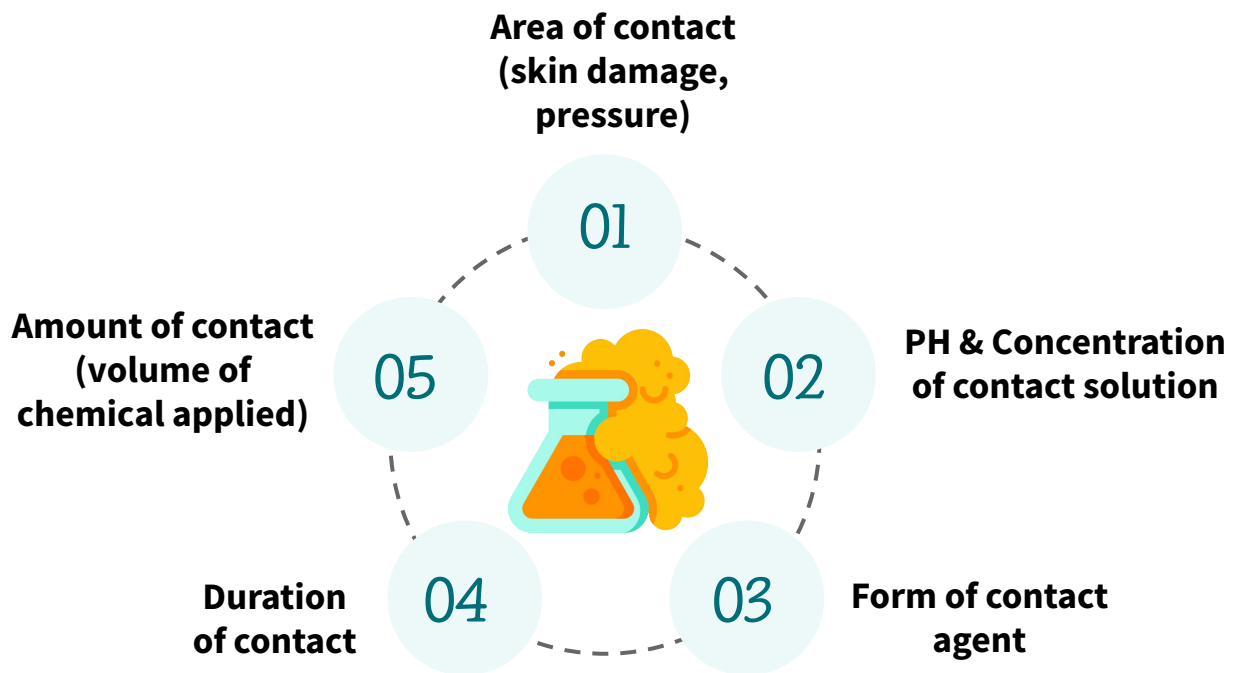 Area of contact
(skin damage,
pressure)
01
02
PH & Concentration
of contact solution
03
Form of contact
agent
04
Duration
of contact
05
Amount of contact
(volume of
chemical applied)